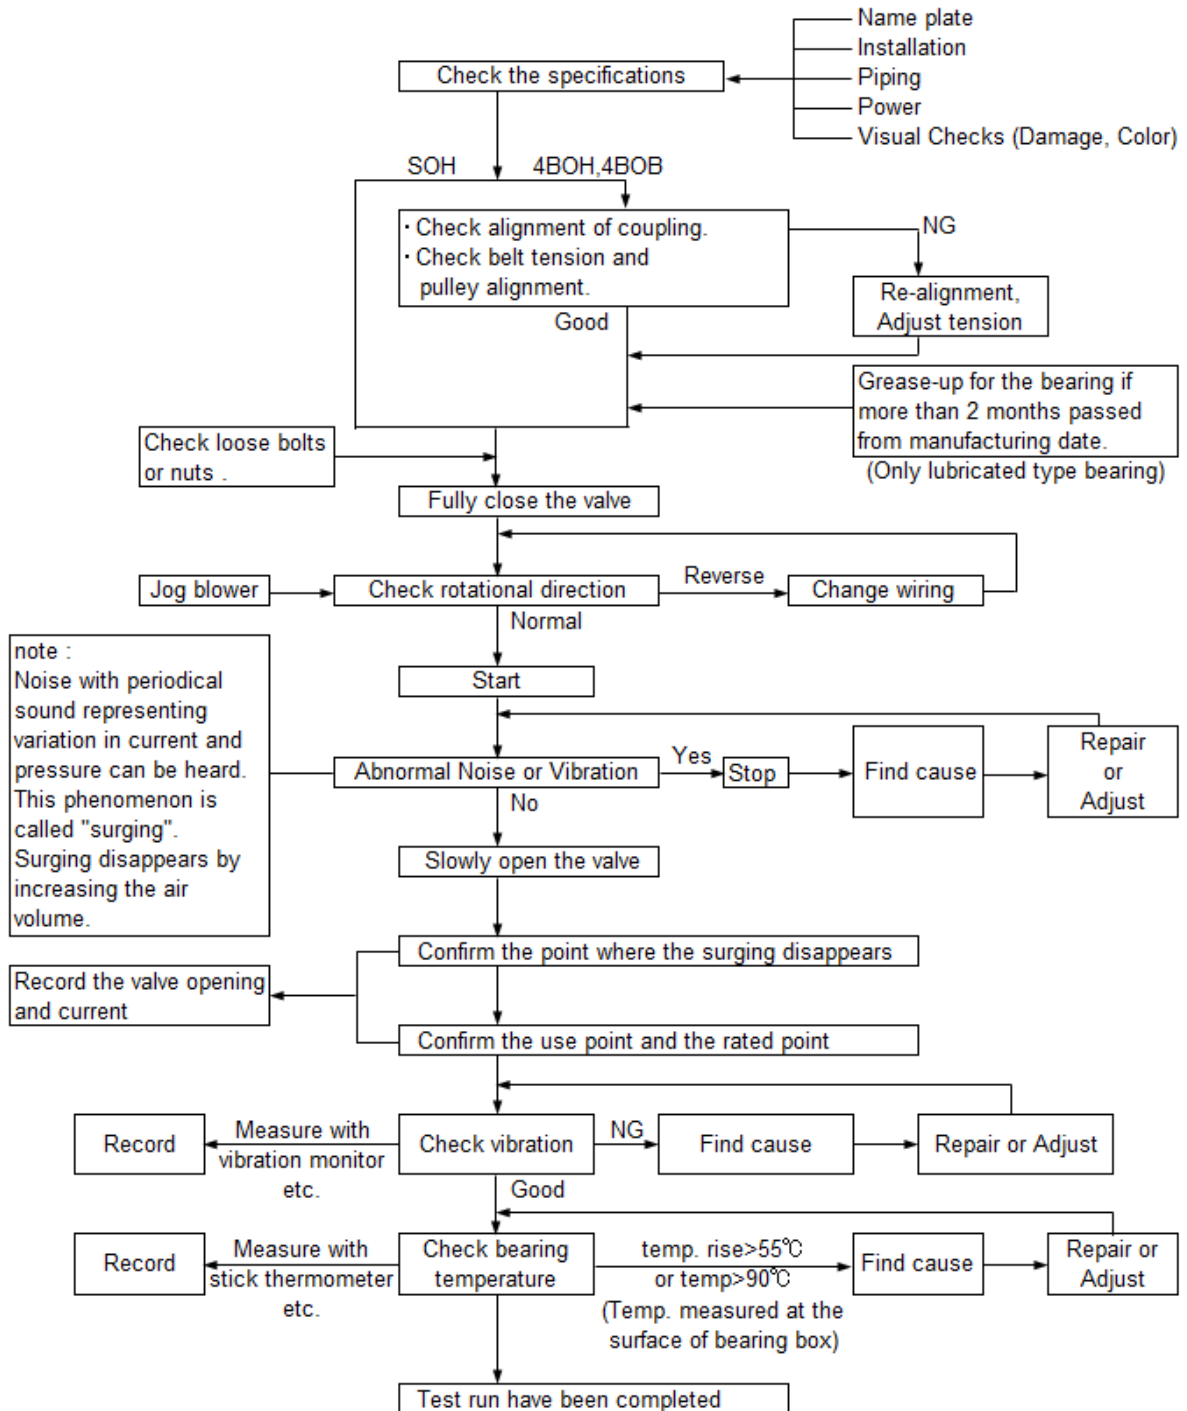 Name plate
Installation
Check the specifications
Piping
Power
Visual Checks (Damage, Color)
SOH
4BOH,4BOB
・Check alignment of coupling.
・Check belt tension and
pulley alignment.
NG
Re-alignment,
Adjust tension
Good
Grease-up for the bearing if
more than 2 months passed
from manufacturing date.
(Only lubricated type bearing)
Check loose bolts
or nuts .
Fully close the valve
Jog blower
Check rotational direction
Reverse
Change wiring
Normal
note :
Noise with periodical
sound representing
variation in current and
pressure can be heard.
This phenomenon is
called "surging".
Surging disappears by
increasing the air
volume.
Start
Abnormal Noise or Vibration
Yes
Stop
Find cause
Repair
or
Adjust
No
Slowly open the valve
Confirm the point where the surging disappears
Record the valve opening
and current
Confirm the use point and the rated point
Record
Measure with
vibration monitor
etc.
Check vibration
NG
Find cause
Repair or Adjust
Good
Record
Measure with
stick thermometer
etc.
Check bearing
temperature
temp. rise>55℃
or temp>90℃
(Temp. measured at the
surface of bearing box)
Find cause
Repair or
Adjust
Test run have been completed